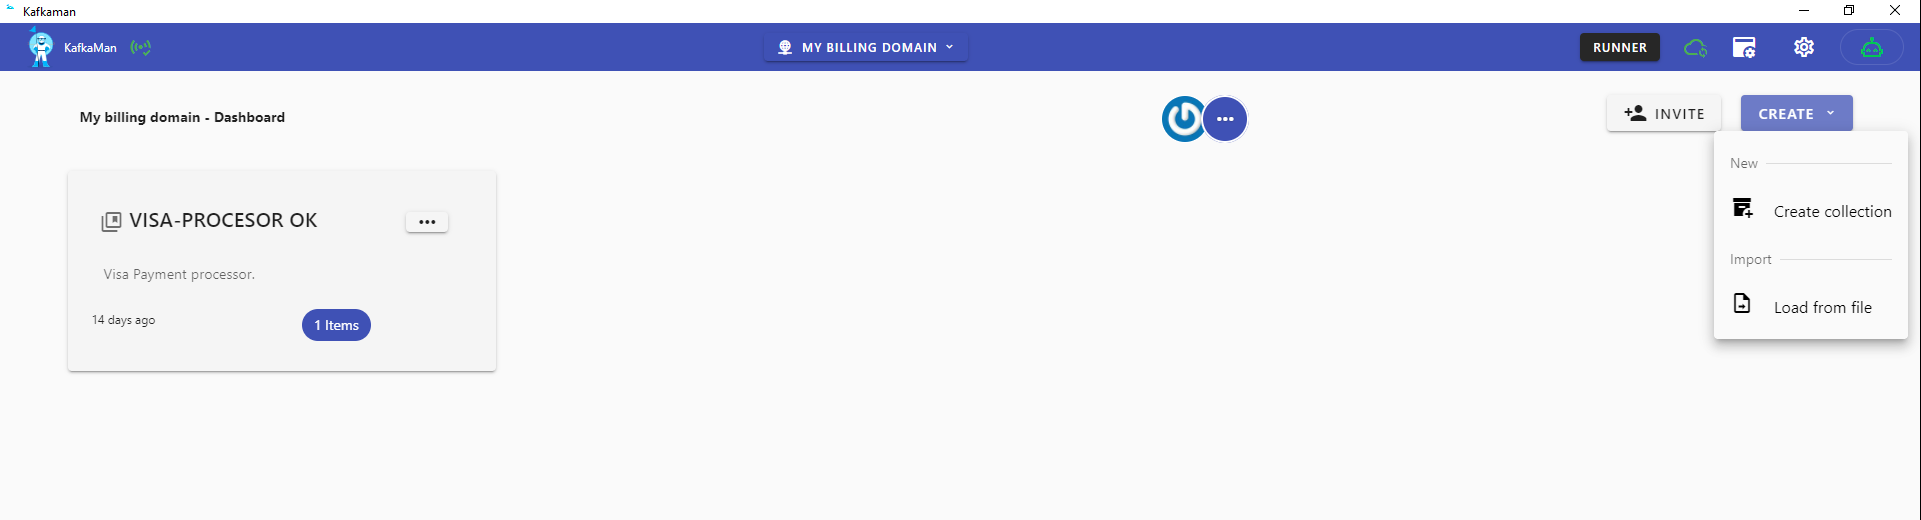 Kafkaman
KafkaMan
MY BILLING DOMAIN
RUNNER
My billing domain - Dashboard
INVITE
CREATE
New
Create collection
Import
Load from file
VISA-PROCESOR OK
Visa Payment processor.
14 days ago
1 Items